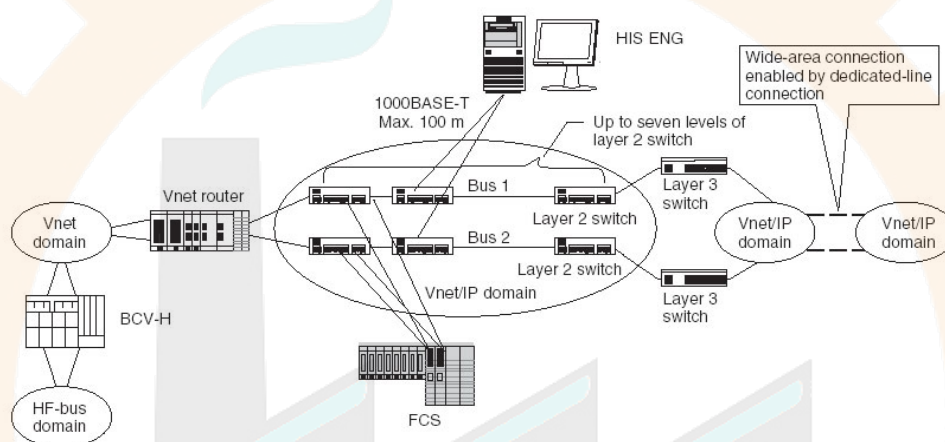 HIS ENG
Wide-area connection
enabled by dedicated-line
connection
1000BASE-T
Max. 100 m
Up to seven levels of
layer 2 switch
Vnet router
Bus 1
Layer 3
switch
Layer 2 switch
Vnet
domain
Vnet/IP
domain
Vnet/IP
domain
Bus 2
Layer 2 switch
Vnet/IP domain
Layer 3
switch
BCV-H
HF-bus
domain
FCS